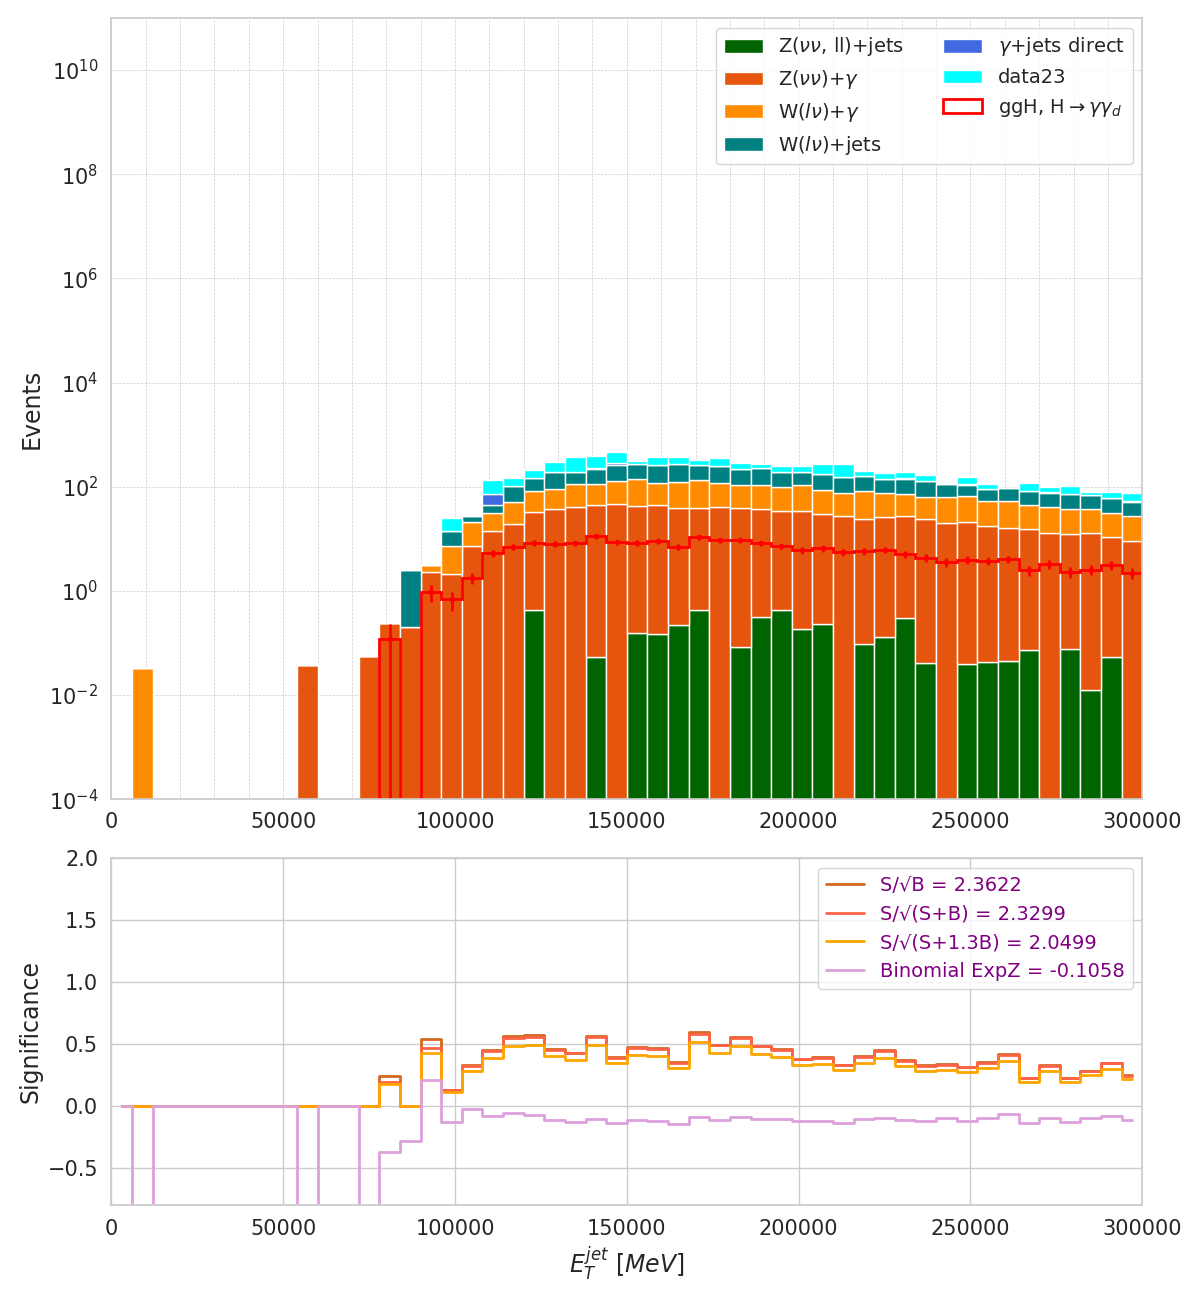 Z(νν, ll)+jets
Z(νν)+γ
W(lν)+γ
W(lν)+jets
γ+jets direct
data23
ggH, H→γγ_d
Events
10^10
10^8
10^6
10^4
10^2
10^0
10^−2
10^−4
0 50000 100000 150000 200000 250000 300000
S/√B = 2.3622
S/√(S+B) = 2.3299
S/√(S+1.3B) = 2.0499
Binomial ExpZ = -0.1058
Significance
2.0
1.5
1.0
0.5
0.0
−0.5
0 50000 100000 150000 200000 250000 300000
E_T^jet [MeV]